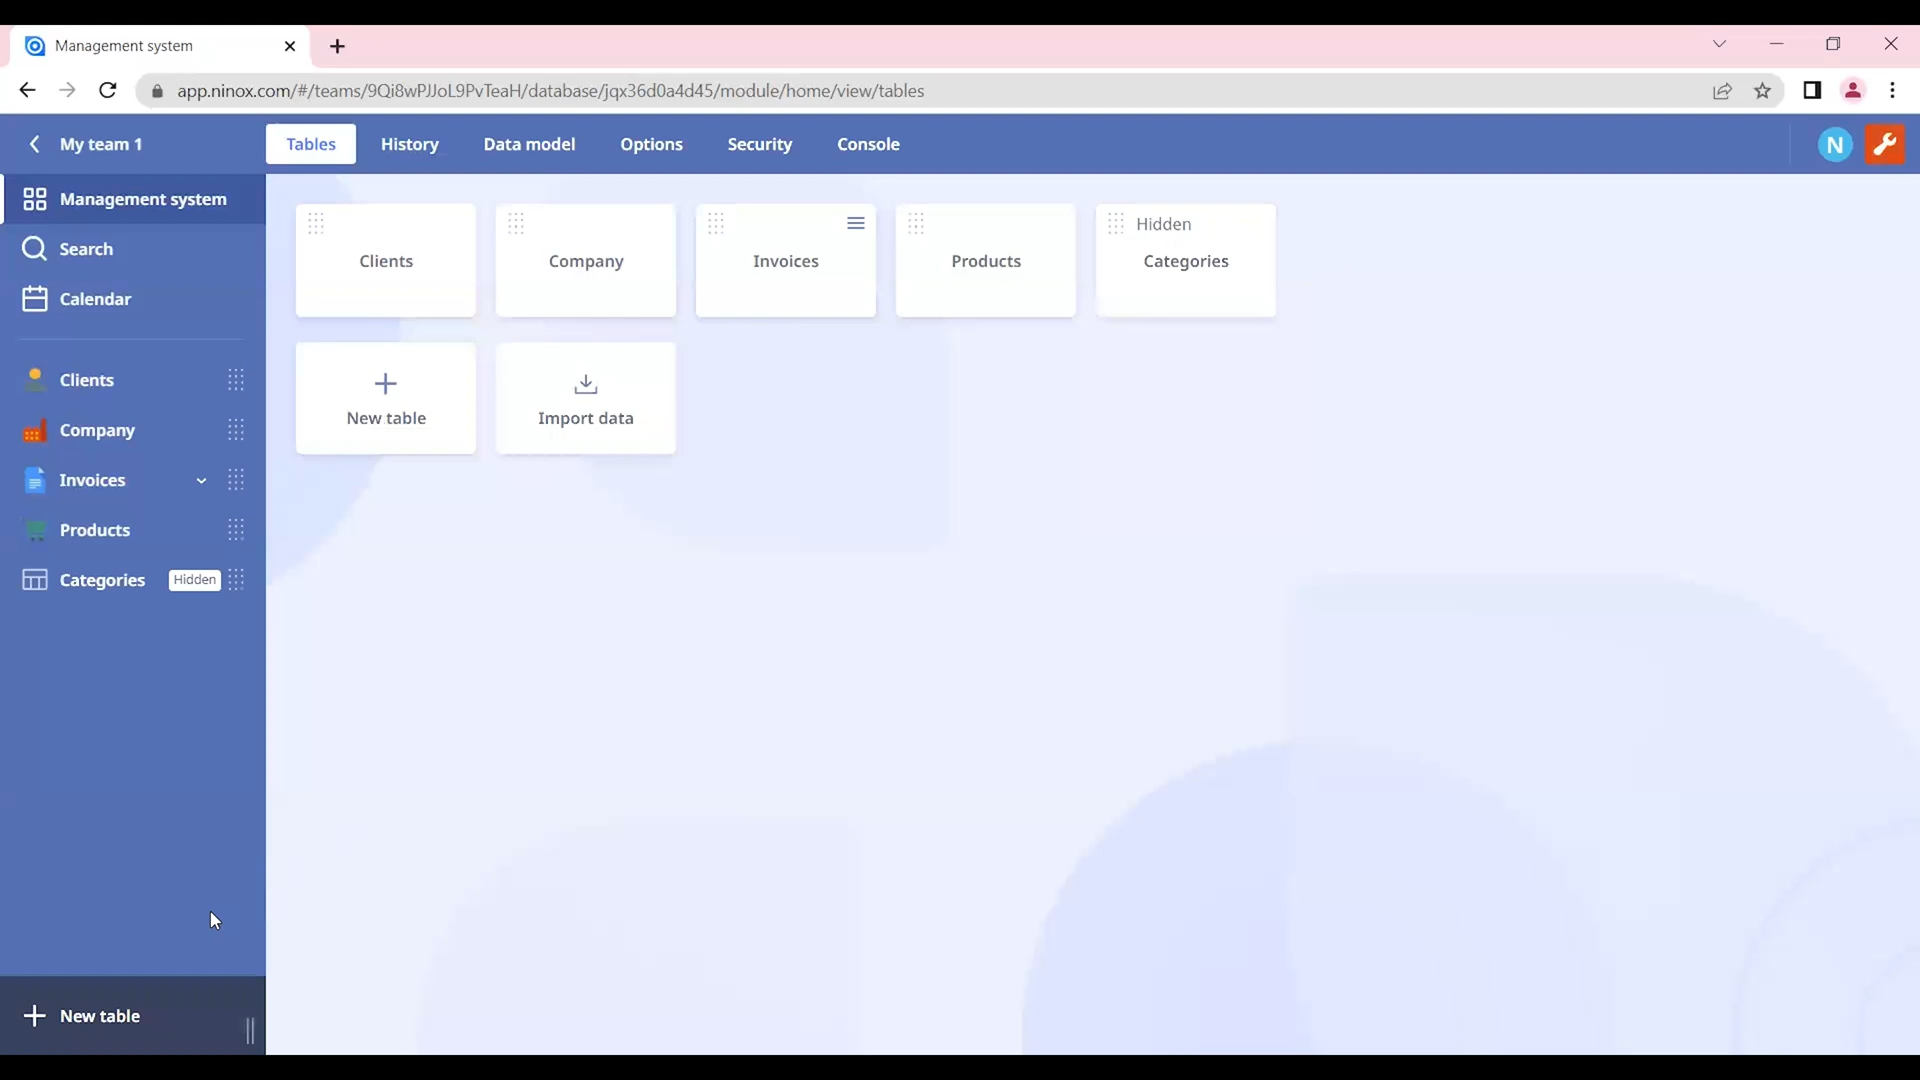 Management system
app.ninox.com/#/teams/9Qi8wPJJoL9PvTeaH/database/jqx36d0a4d45/module/home/view/tables
My team 1
Tables
History
Data model
Options
Security
Console
N
Management system
Search
Calendar
Clients
Company
Invoices
Products
Categories
Hidden
Clients
Company
Invoices
Products
Hidden
Categories
New table
Import data
New table